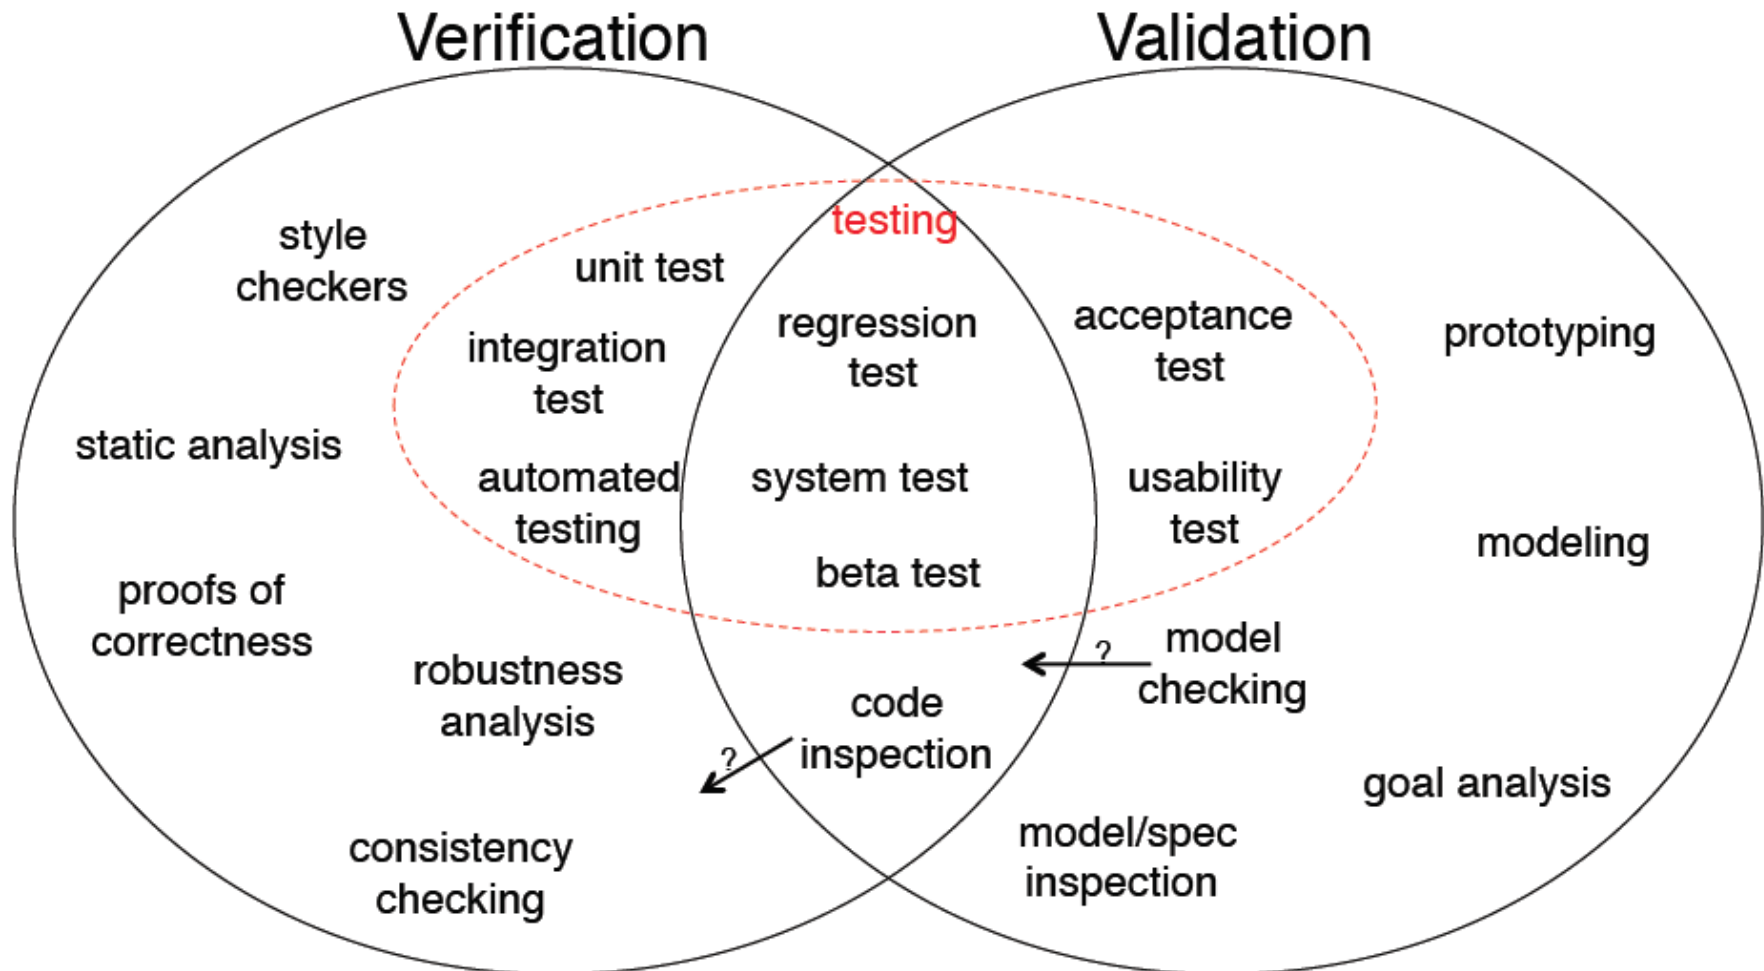 Verification
Validation
testing
style
checkers
unit test
integration
test
static analysis
automated
testing
proofs of
correctness
robustness
analysis
consistency
checking
regression
test
system test
beta test
code
inspection
?
acceptance
test
usability
test
prototyping
modeling
?
model
checking
goal analysis
model/spec
inspection